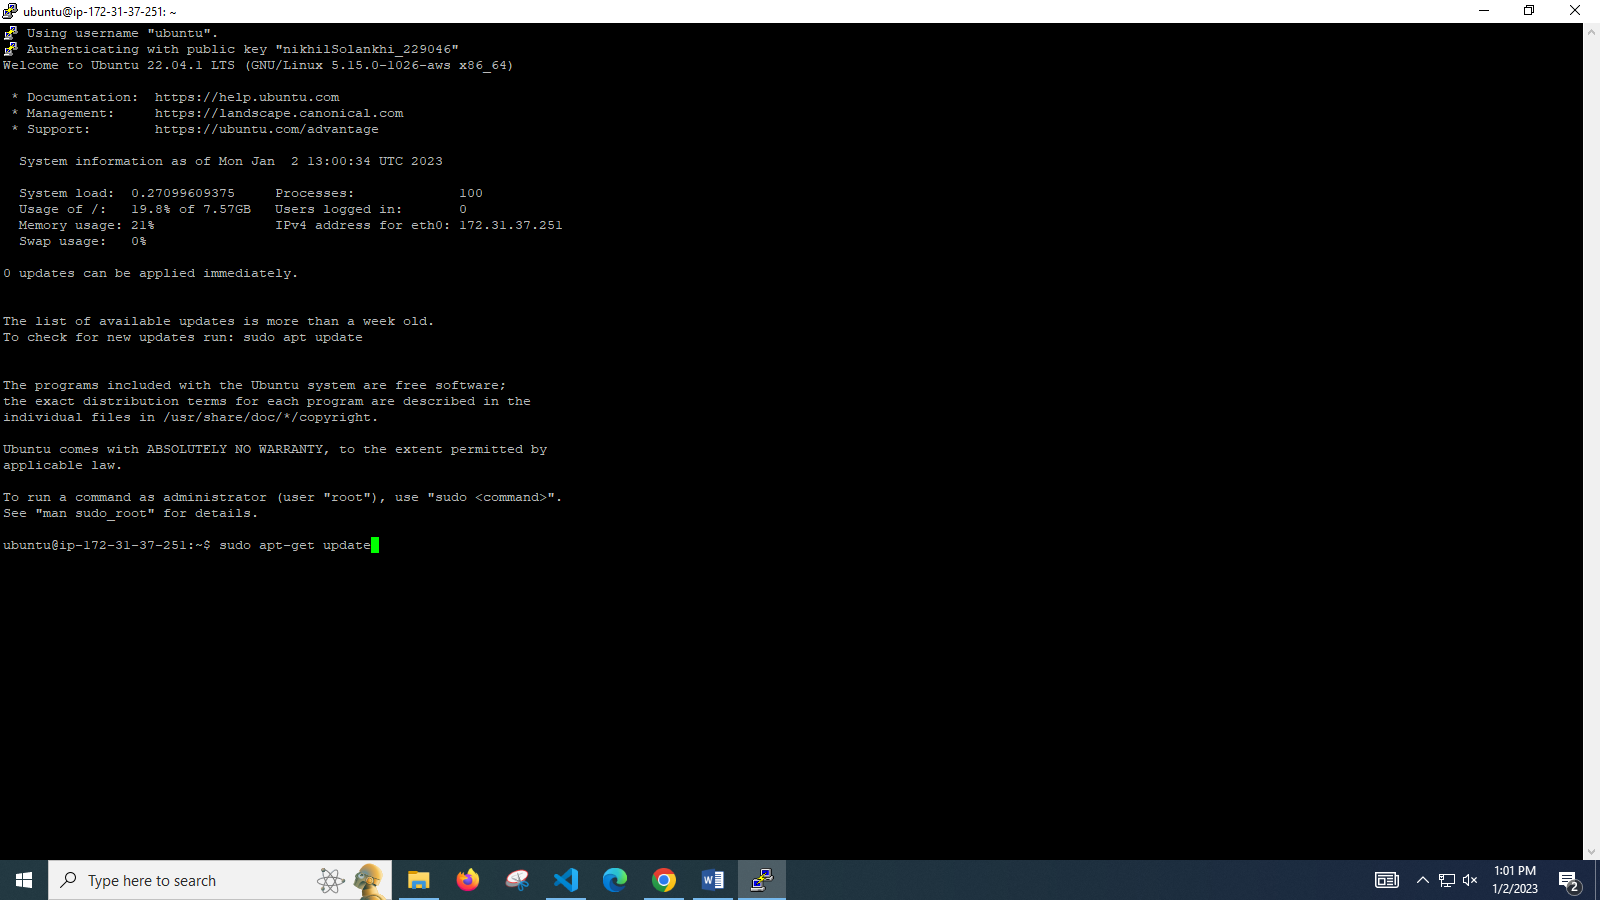 ubuntu@ip-172-31-37-251: ~
Using username "ubuntu".
Authenticating with public key "nikhilSolankhi_229046"
Welcome to Ubuntu 22.04.1 LTS (GNU/Linux 5.15.0-1026-aws x86_64)
* Documentation:  https://help.ubuntu.com
* Management:     https://landscape.canonical.com
* Support:        https://ubuntu.com/advantage
System information as of Mon Jan  2 13:00:34 UTC 2023
System load:  0.27099609375     Processes:             100
Usage of /:   19.8% of 7.57GB   Users logged in:       0
Memory usage: 21%               IPv4 address for eth0: 172.31.37.251
Swap usage:   0%
0 updates can be applied immediately.
The list of available updates is more than a week old.
To check for new updates run: sudo apt update
The programs included with the Ubuntu system are free software;
the exact distribution terms for each program are described in the
individual files in /usr/share/doc/*/copyright.
Ubuntu comes with ABSOLUTELY NO WARRANTY, to the extent permitted by
applicable law.
To run a command as administrator (user "root"), use "sudo <command>".
See "man sudo_root" for details.
ubuntu@ip-172-31-37-251:~$ sudo apt-get update
Type here to search
1:01 PM
1/2/2023
2